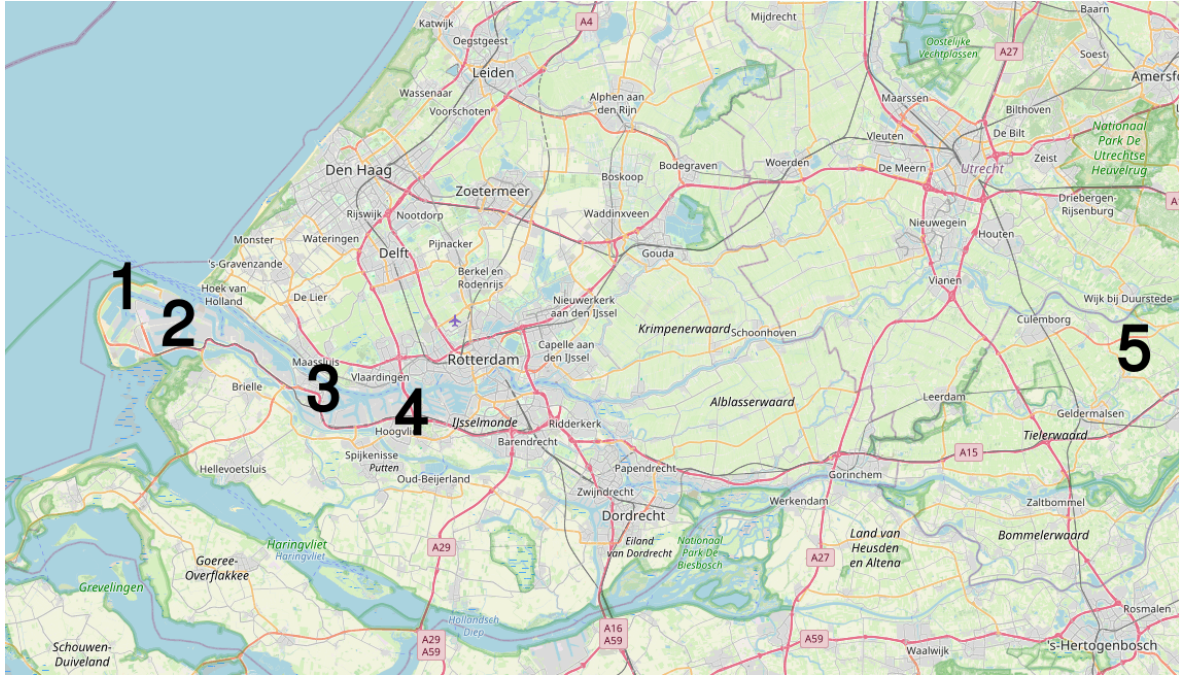 Katwijk
A4
Mijdrecht
Oostelijke
Vechtplassen
A27
Baarn
Oegstgeest
Soest
Leiden
Wassenaar
Voorschoten
Alphen aan
den Rijn
Maarssen
Bilthoven
Vleuten
De Bilt
Nationaal
Park De
Utrechtse
Heuvelrug
Den Haag
Zoetermeer
Boskoop
Bodegraven
Woerden
De Meern
Utrecht
Zeist
Rijswijk
Nootdorp
Waddinxveen
Driebergen-
Rijsenburg
Monster
Wateringen
Delft
Pijnacker
Gouda
Nieuwegein
Houten
's-Gravenzande
Berkel en
Rodenrijs
Vianen
1
Hoek van
Holland
De Lier
Nieuwerkerk
aan den IJssel
Wijk bij Duurstede
2
Krimpenerwaard
Schoonhoven
Culemborg
5
Maassluis
Rotterdam
Capelle aan
den IJssel
Vlaardingen
Brielle
3
4
Alblasserwaard
Leerdam
Geldermalsen
Hoogvliet
IJsselmonde
Ridderkerk
Barendrecht
Tielerwaard
Spijkenisse
Putten
A15
Hellevoetsluis
Oud-Beijerland
Papendrecht
Gorinchem
Zwijndrecht
Werkendam
Zaltbommel
Dordrecht
Haringvliet
Haringvliet
A29
Eiland
van Dordrecht
Nationaal
Park De
Biesbosch
A27
Land van
Heusden
en Altena
Bommelerwaard
Goeree-
Overflakkee
Grevelingen
Hollandsch
Diep
Rosmalen
A29
A59
A16
A59
A59
's-Hertogenbosch
Waalwijk
Schouwen-
Duiveland